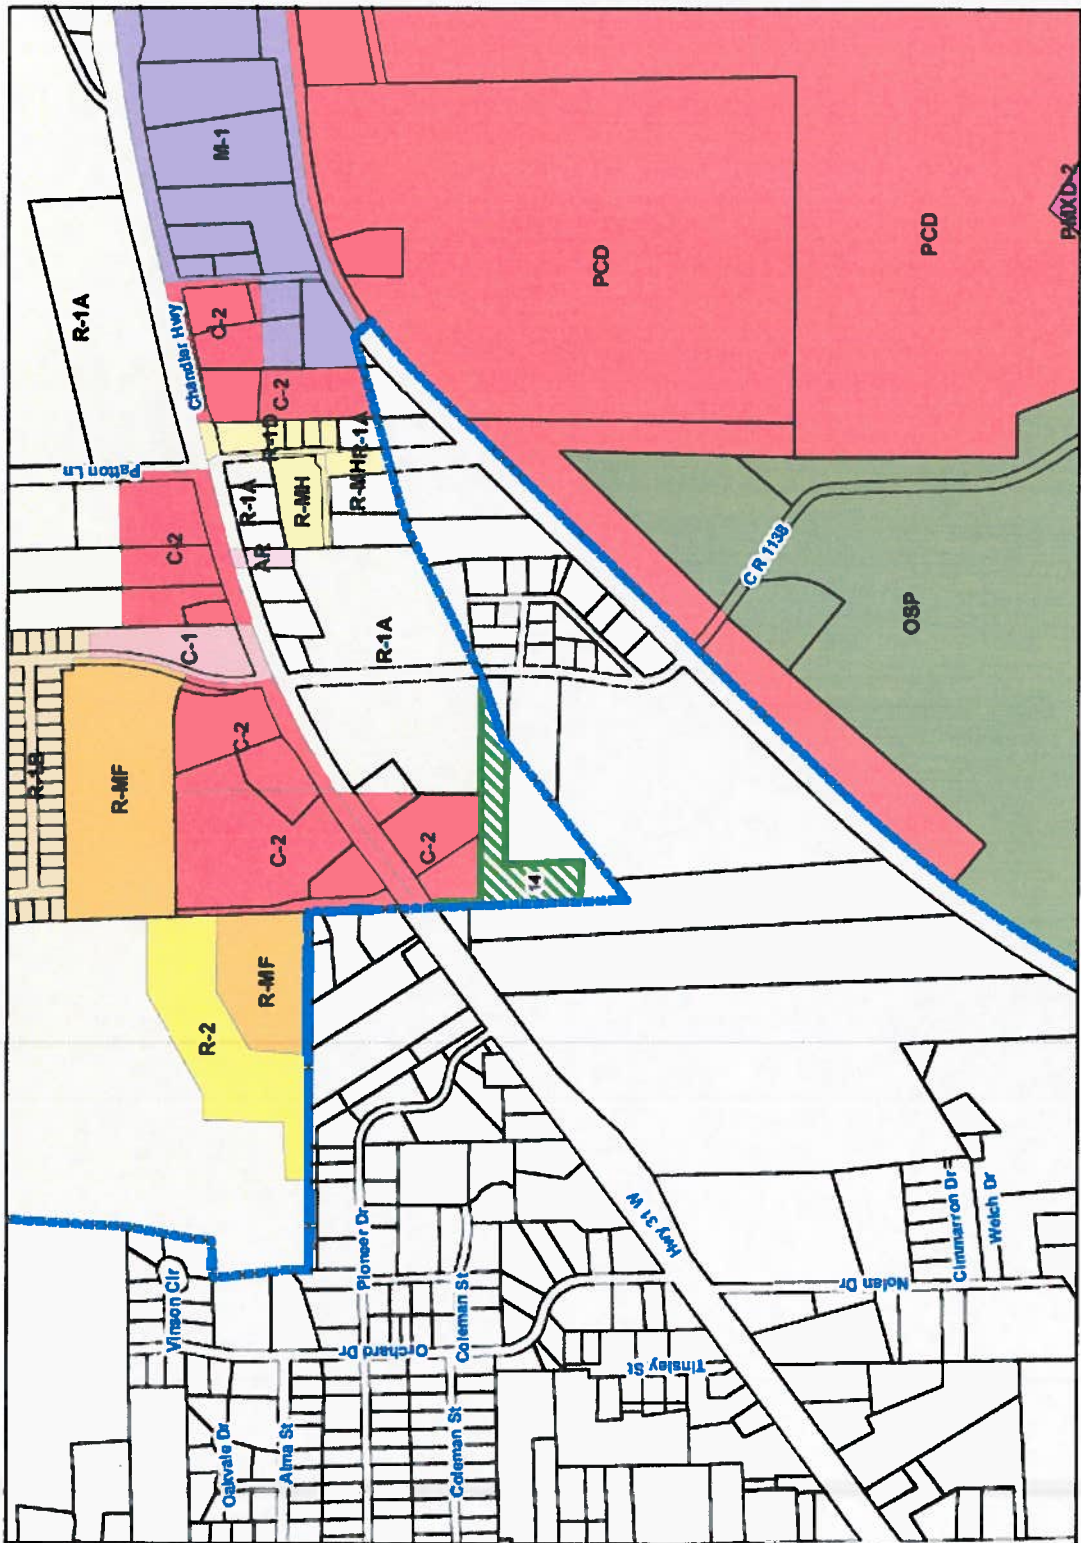 M-1
R-1A
Chandler Hwy
C-2
C-2
PCD
PCD
PMXD-2
Patton Ln
R-1D
R-1A
R-MH
R-MH
R-1A
AR
C-2
C-1
R-1A
C R 1138
OSP
R-1B
R-MF
C-2
C-2
C-2
14
R-MF
R-2
Hwy 31 W
Vinson Cir
Pioneer Dr
Coleman St
Orchard Dr
Nolan Dr
Cimmarron Dr
Welch Dr
Tinsley St
Oakvale Dr
Alma St
Coleman St